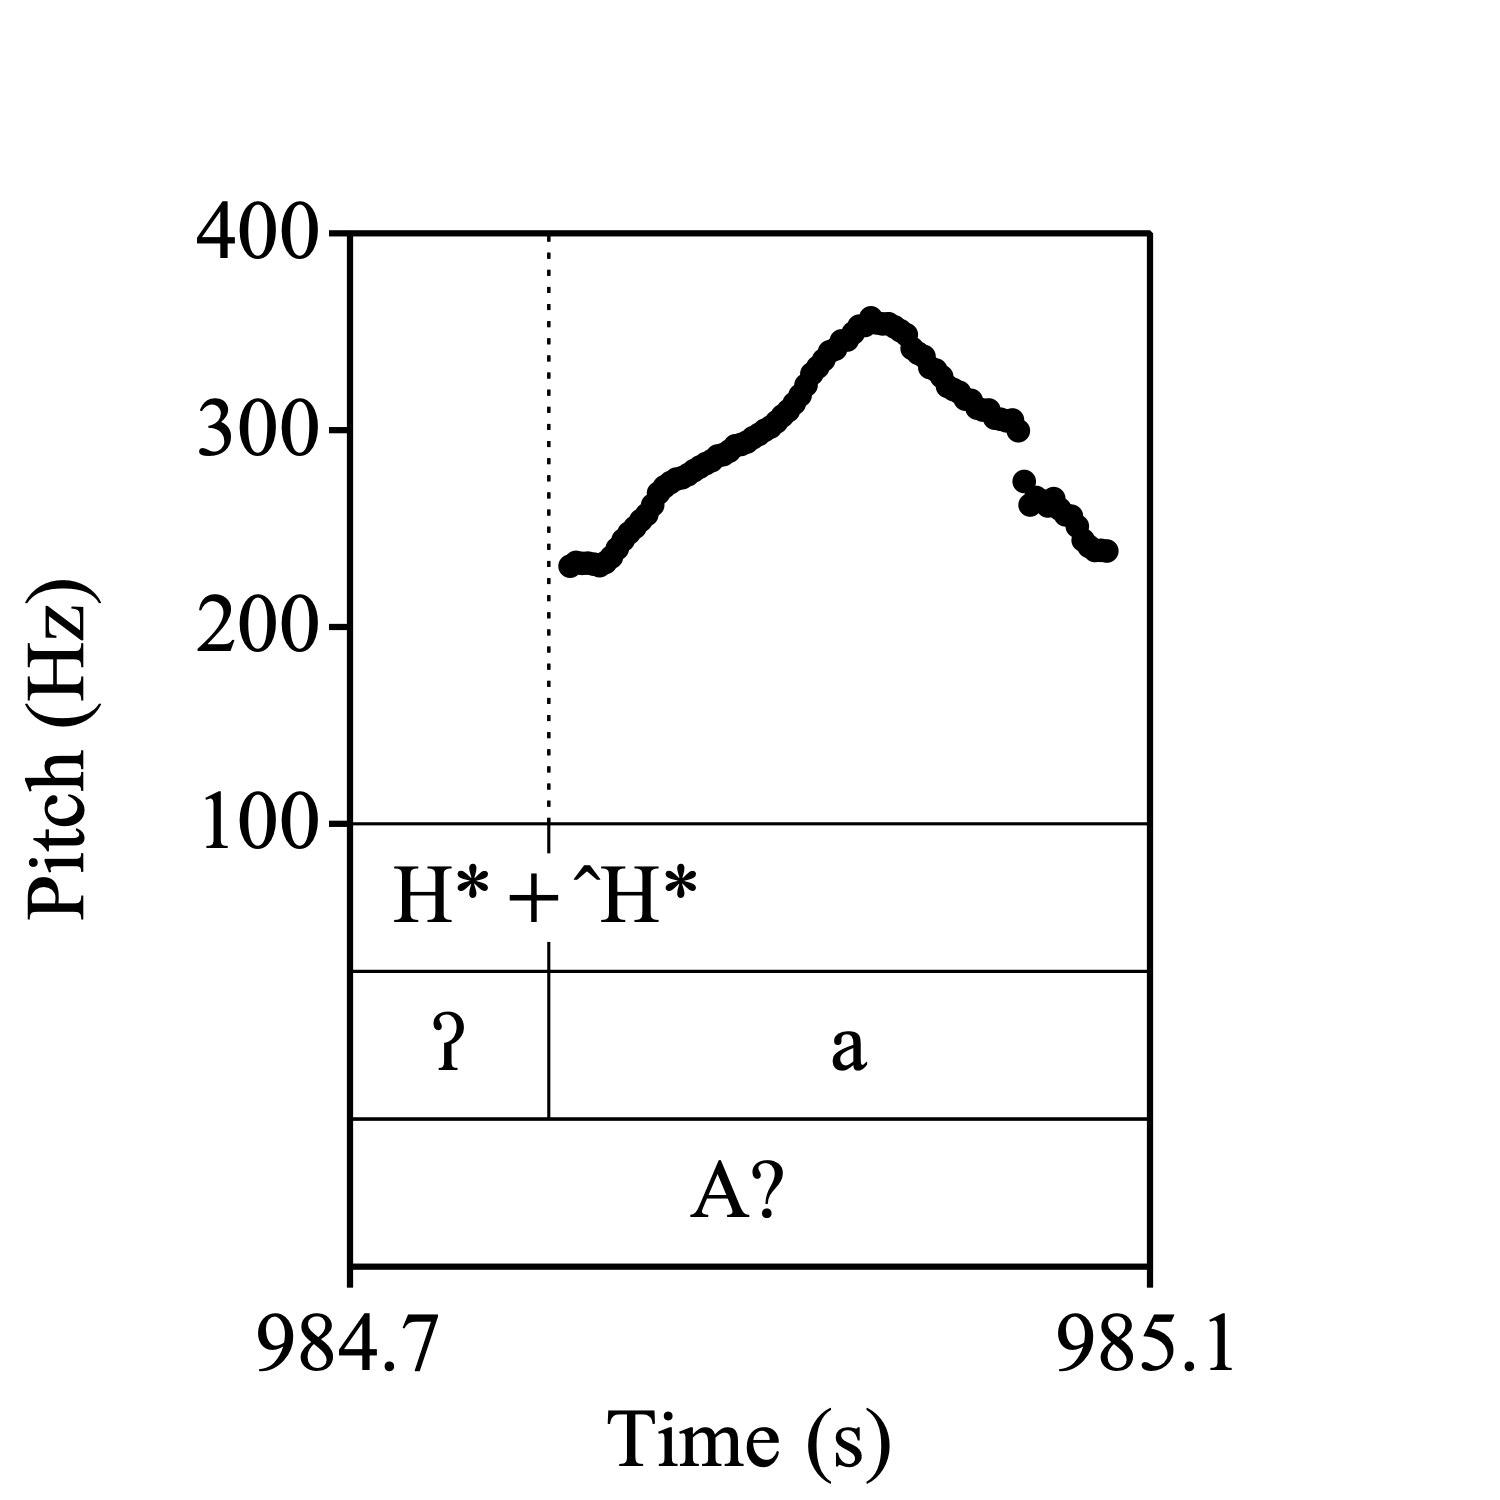 400
300
200
100
Pitch (Hz)
H* + ^H*
ʔ a
A?
984.7 985.1
Time (s)